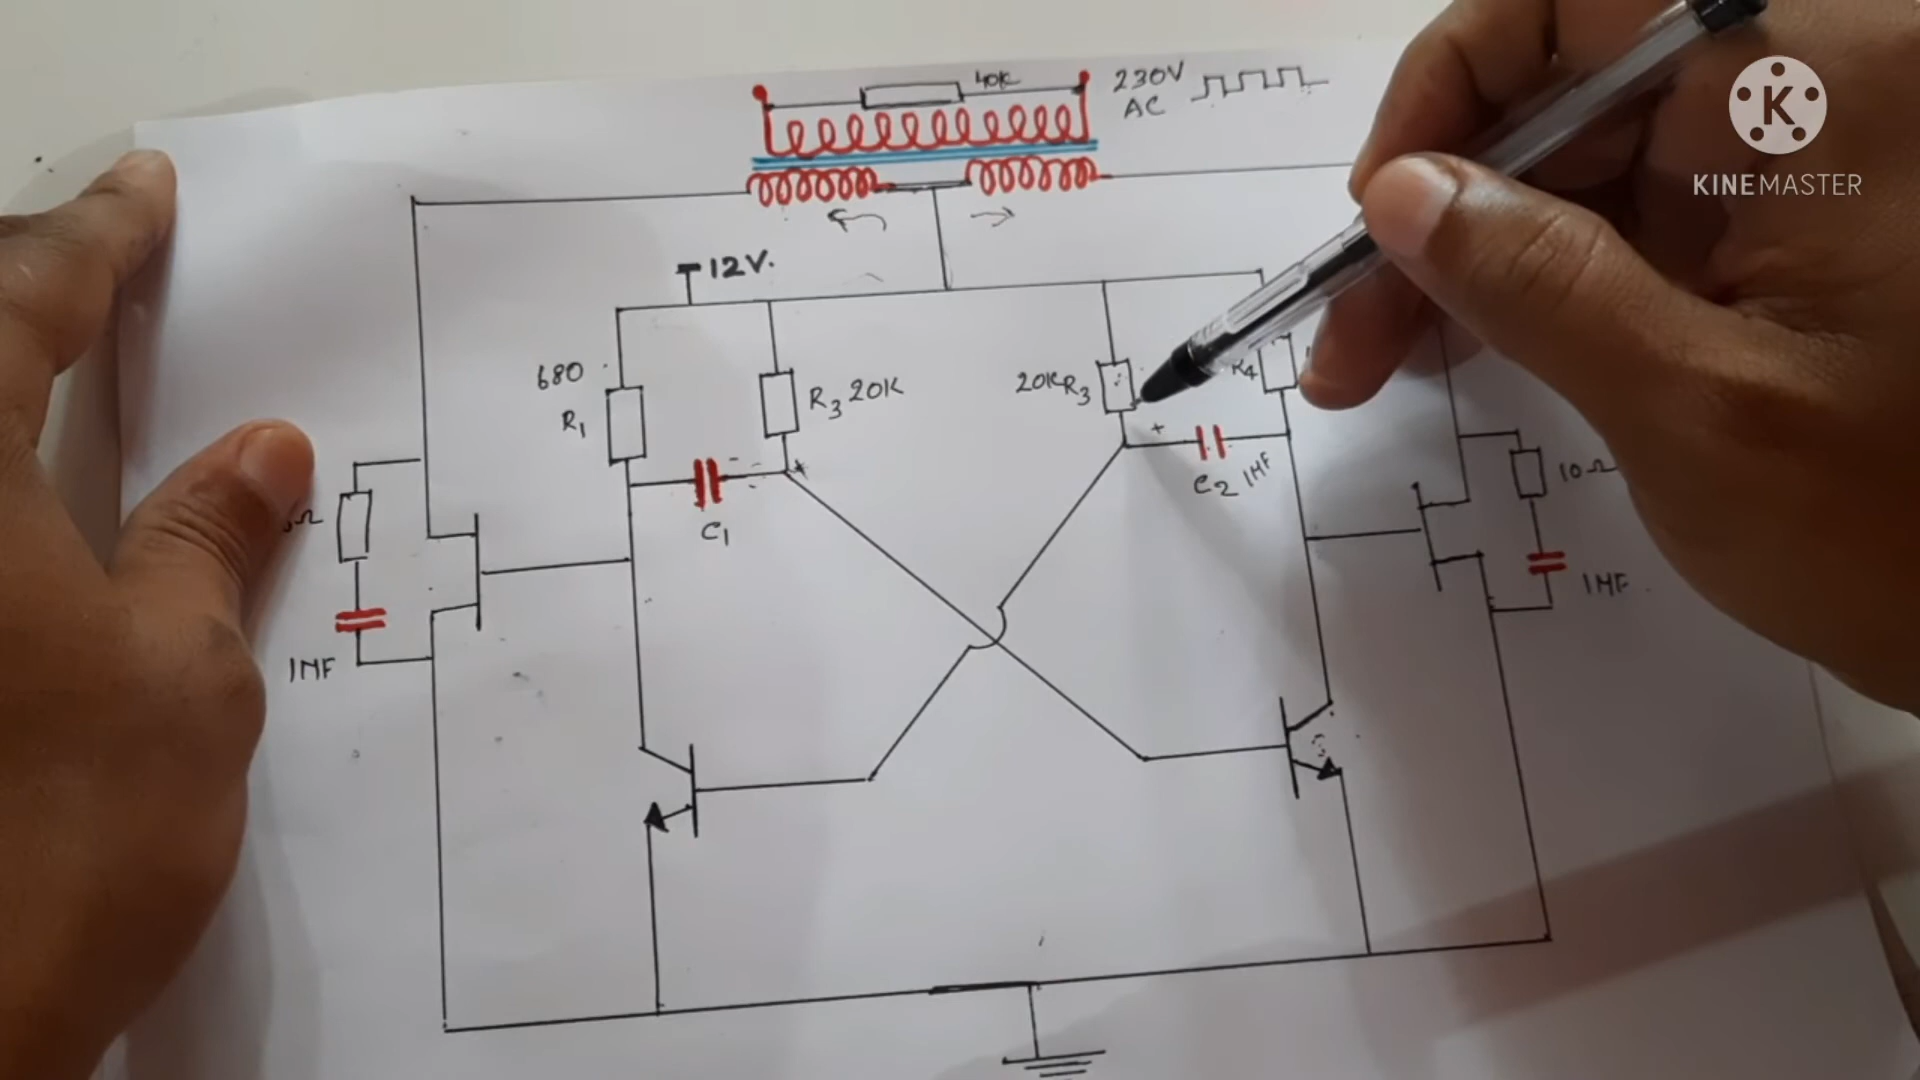 40K
230V
AC
K
KINEMASTER
12V.
680
R1
R3 20K
20K R3
R4
C1
C2 1MF
10Ω
1MF
1MF